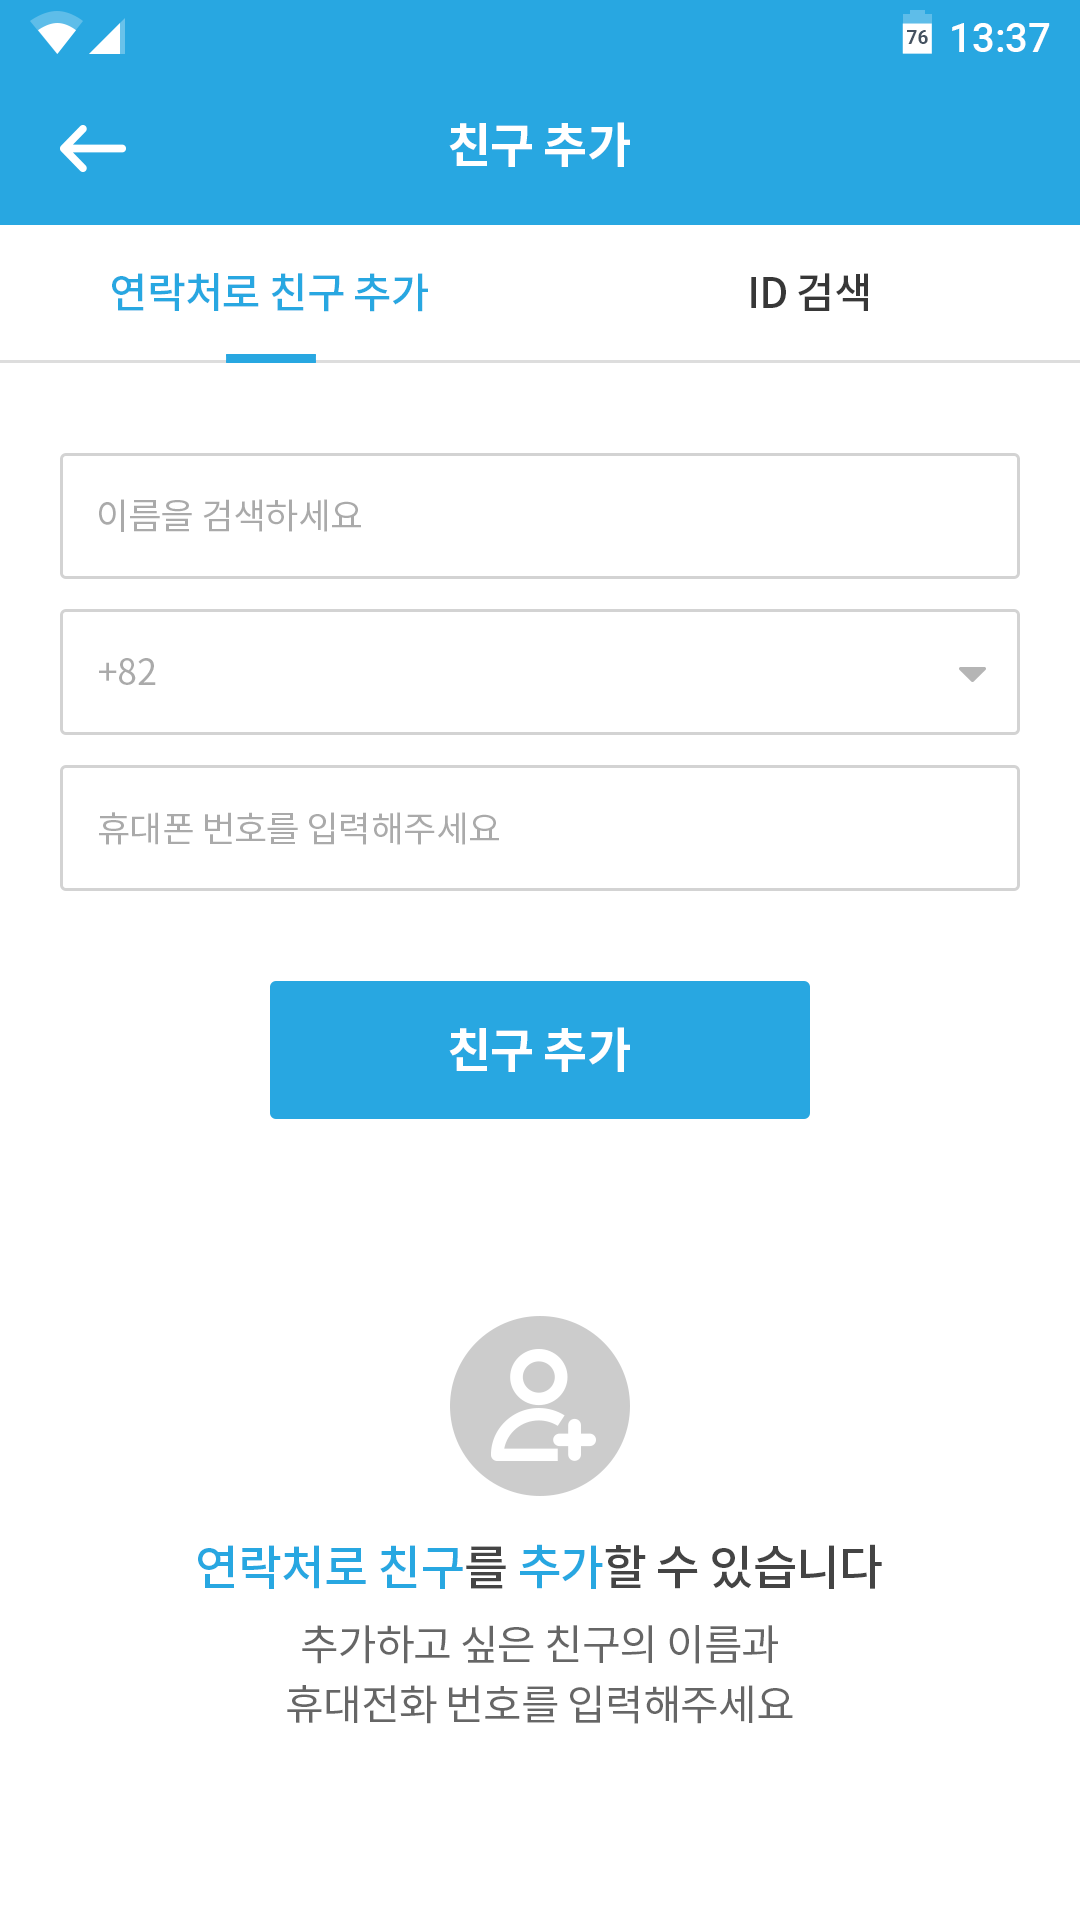 76 13:37
친구 추가
연락처로 친구 추가
ID 검색
이름을 검색하세요
+82
휴대폰 번호를 입력해주세요
친구 추가
연락처로 친구를 추가할 수 있습니다
추가하고 싶은 친구의 이름과
휴대전화 번호를 입력해주세요